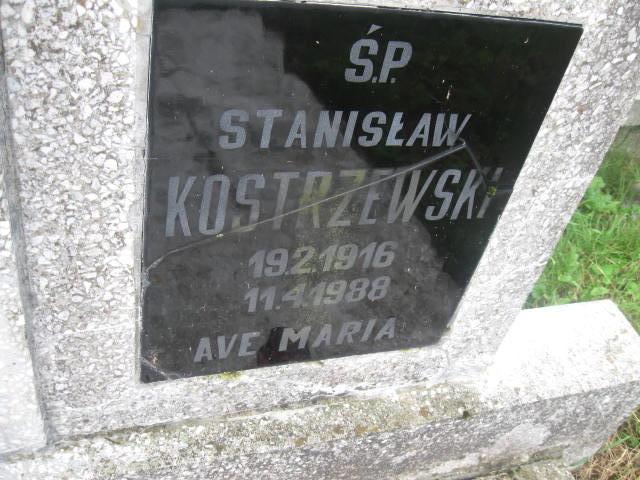 Ś.P.
STANISŁAW
KOSTRZEWSKI
19.2.1916
11.4.1988
AVE MARIA